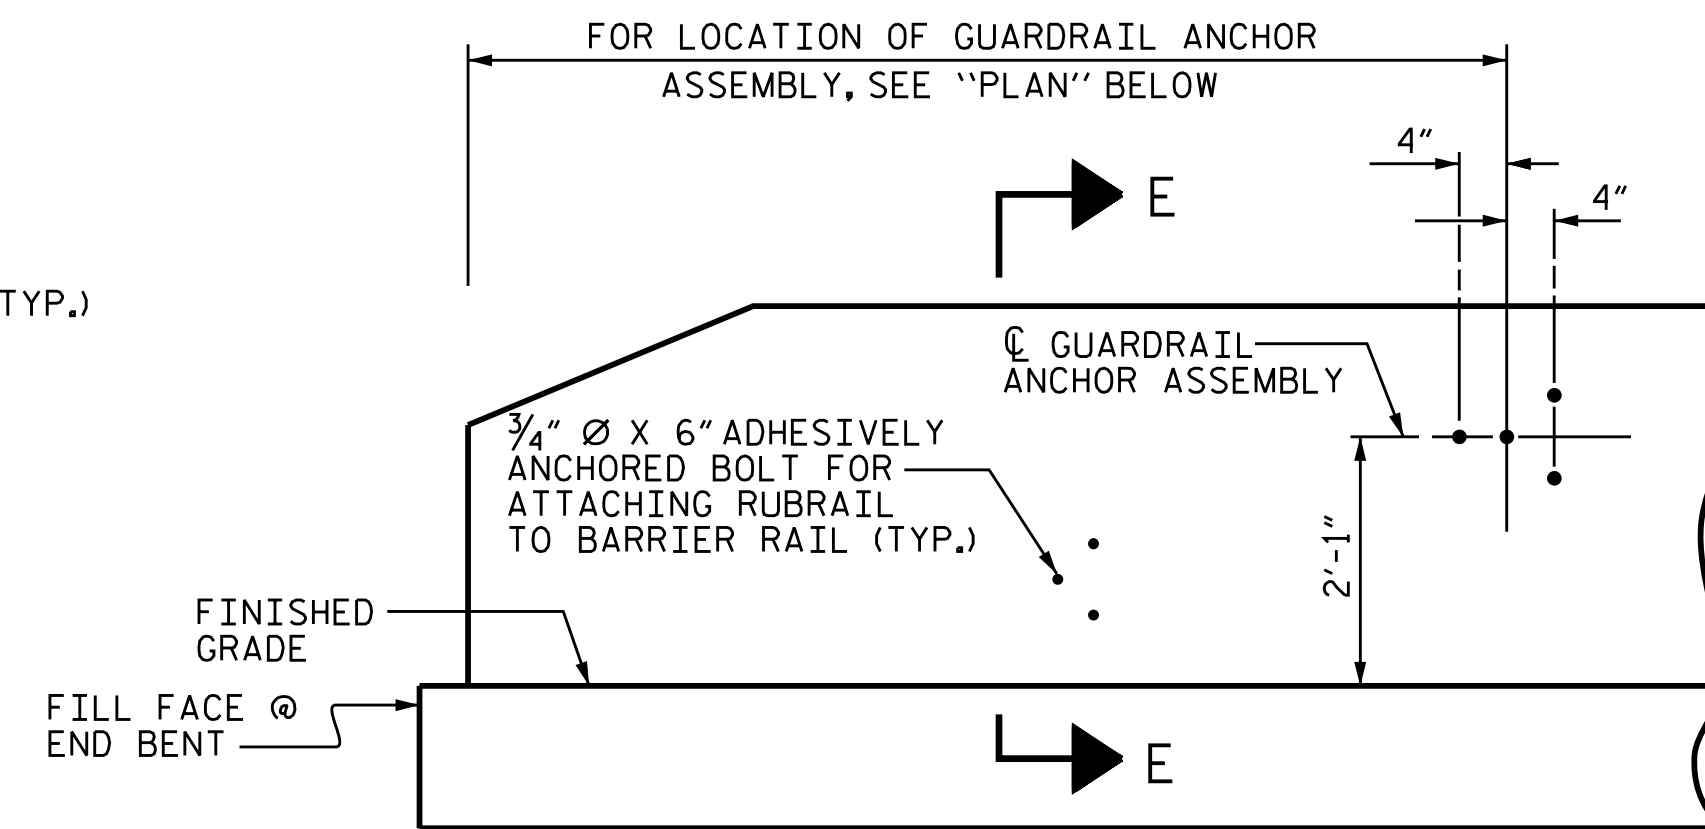 FOR LOCATION OF GUARDRAIL ANCHOR
ASSEMBLY, SEE "PLAN" BELOW
4"
4"
E
TYP.)
℄ GUARDRAIL
ANCHOR ASSEMBLY
3/4" Ø X 6" ADHESIVELY
ANCHORED BOLT FOR
ATTACHING RUBRAIL
TO BARRIER RAIL (TYP.)
2'-1"
FINISHED
GRADE
FILL FACE @
END BENT
E